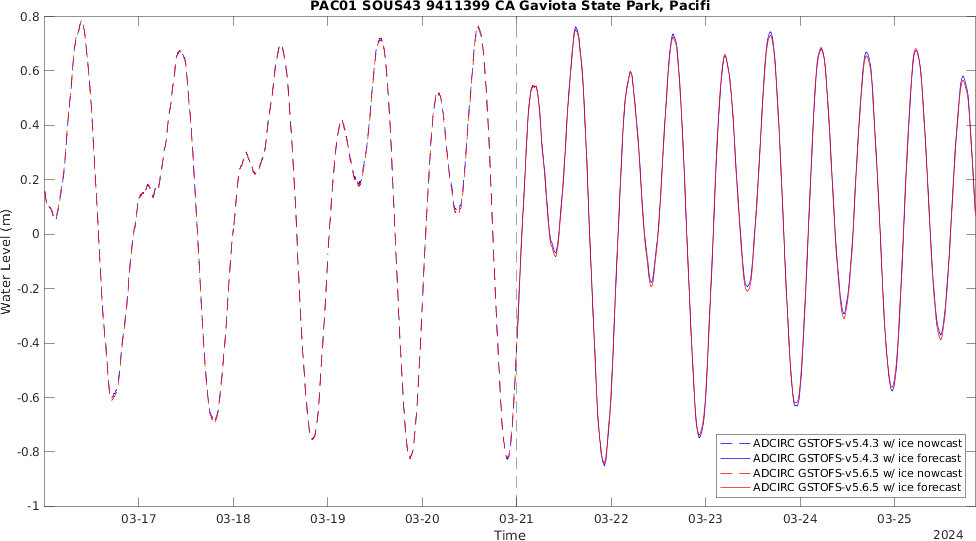 PAC01 SOUS43 9411399 CA Gaviota State Park, Pacifi
0.8
0.6
0.4
0.2
0
-0.2
-0.4
-0.6
-0.8
-1
Water Level (m)
03-17 03-18 03-19 03-20 03-21 03-22 03-23 03-24 03-25
Time
2024
ADCIRC GSTOFS-v5.4.3 w/ ice nowcast
ADCIRC GSTOFS-v5.4.3 w/ ice forecast
ADCIRC GSTOFS-v5.6.5 w/ ice nowcast
ADCIRC GSTOFS-v5.6.5 w/ ice forecast